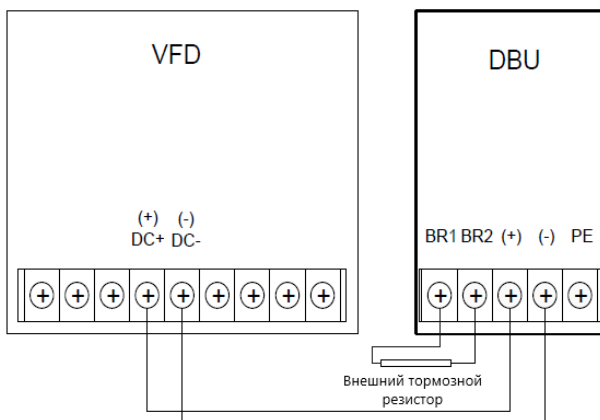 VFD
DBU
(+) (-)
DC+ DC-
BR1 BR2 (+) (-) PE
Внешний тормозной
резистор